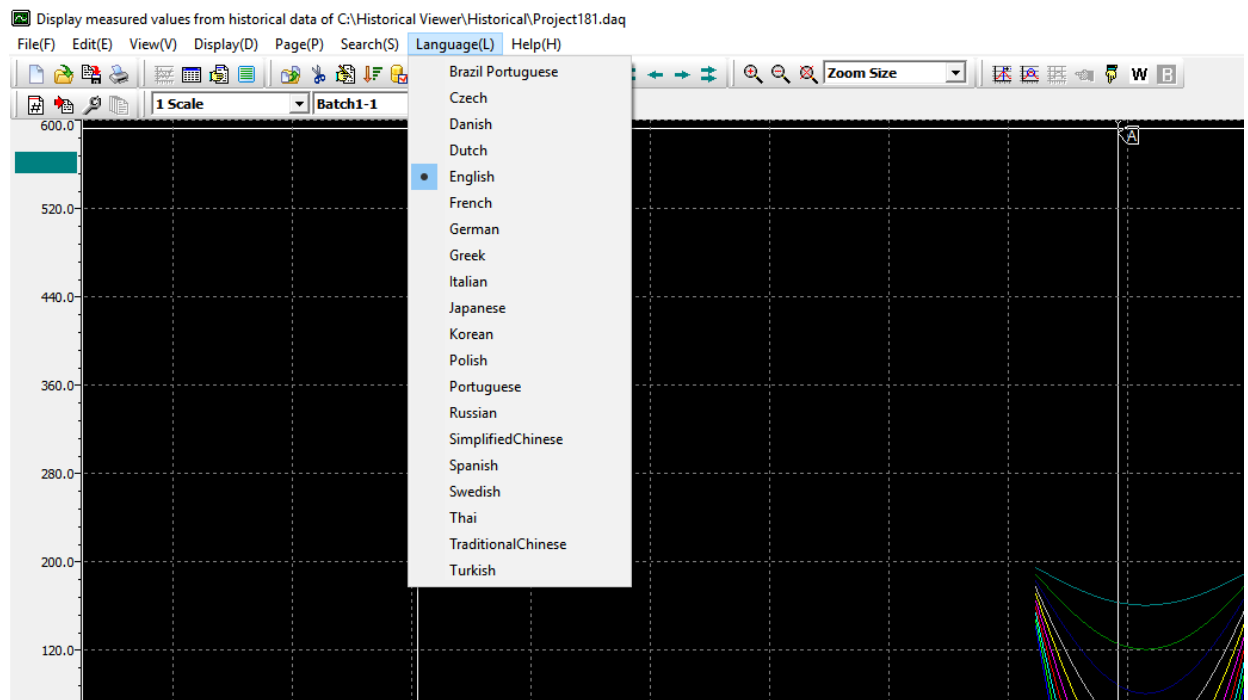 Display measured values from historical data of C:\Historical Viewer\Historical\Project181.daq
File(F) Edit(E) View(V) Display(D) Page(P) Search(S) Language(L) Help(H)
Zoom Size
W B
1 Scale Batch1-1
Brazil Portuguese
Czech
Danish
Dutch
English
French
German
Greek
Italian
Japanese
Korean
Polish
Portuguese
Russian
SimplifiedChinese
Spanish
Swedish
Thai
TraditionalChinese
Turkish
600.0
A
520.0
440.0
360.0
280.0
200.0
120.0